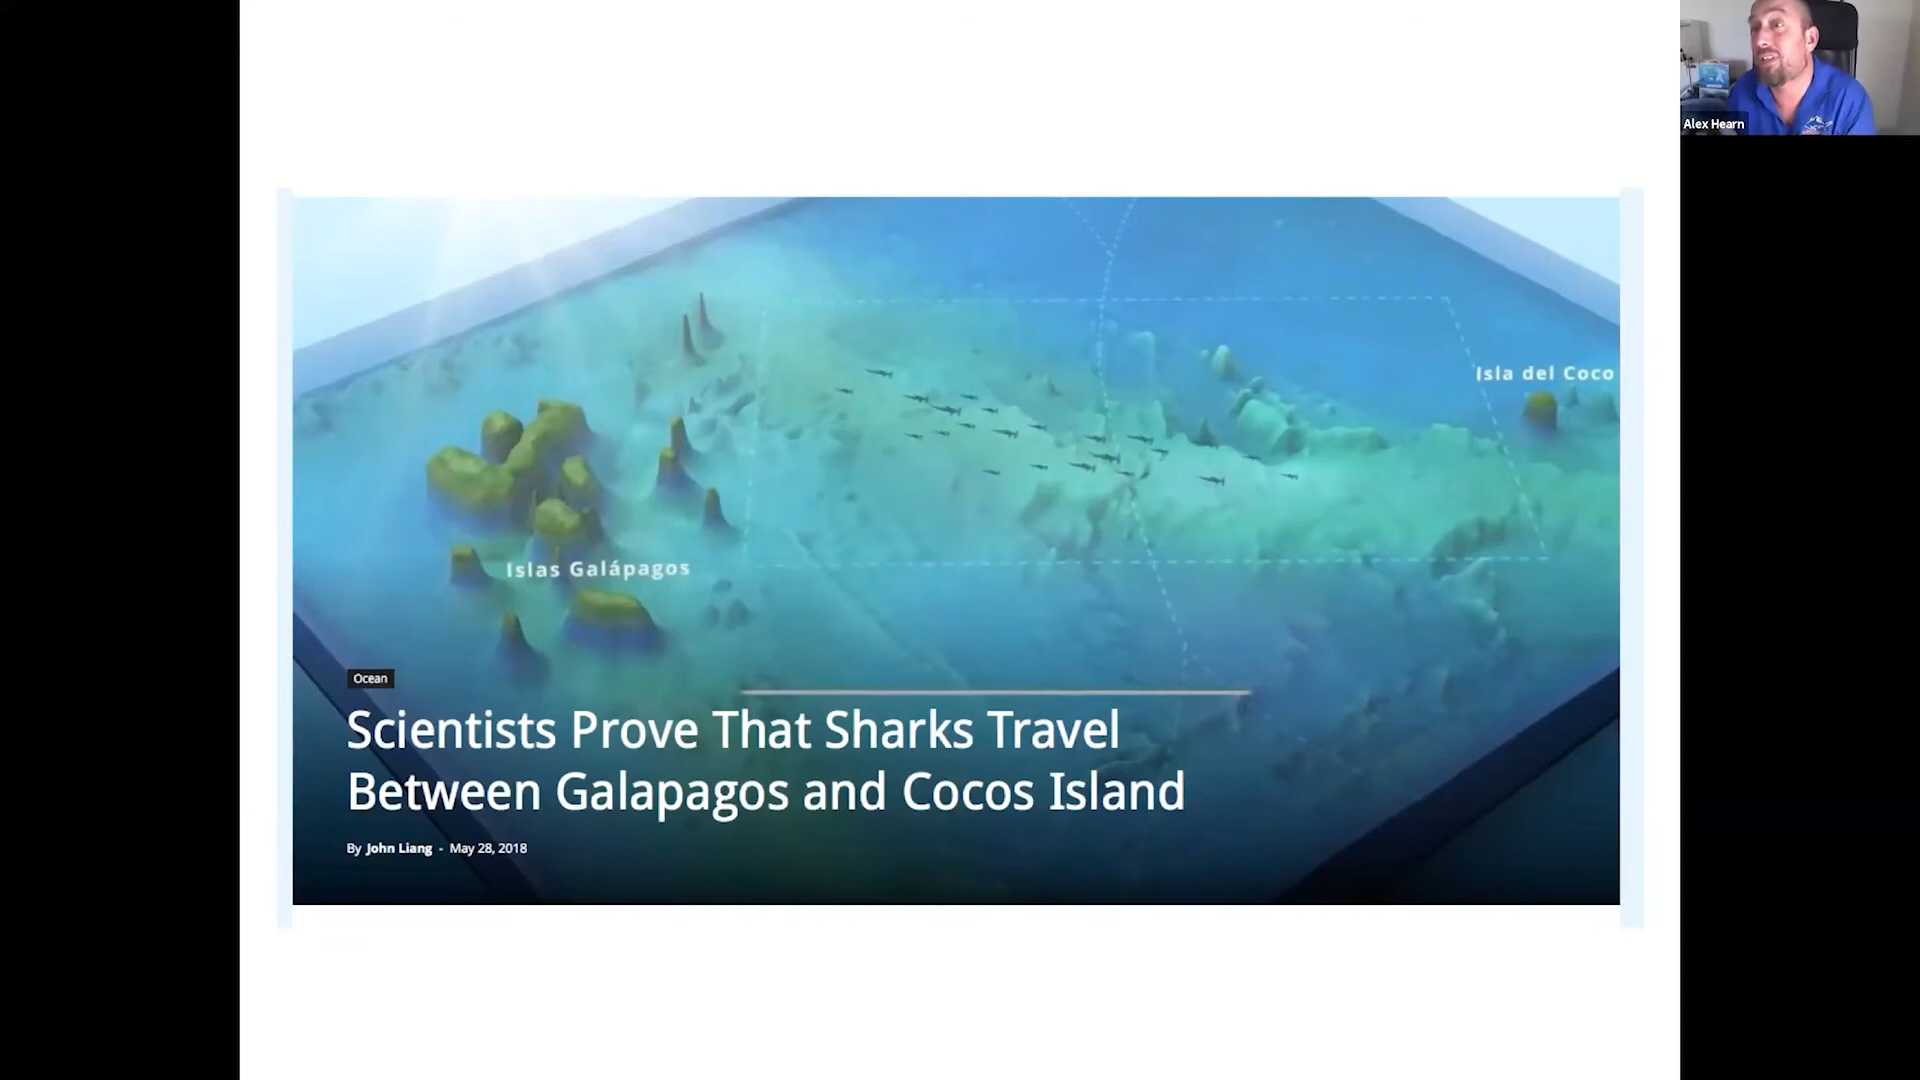 Alex Hearn
Isla del Coco
Islas Galápagos
Ocean
Scientists Prove That Sharks Travel
Between Galapagos and Cocos Island
By John Liang - May 28, 2018